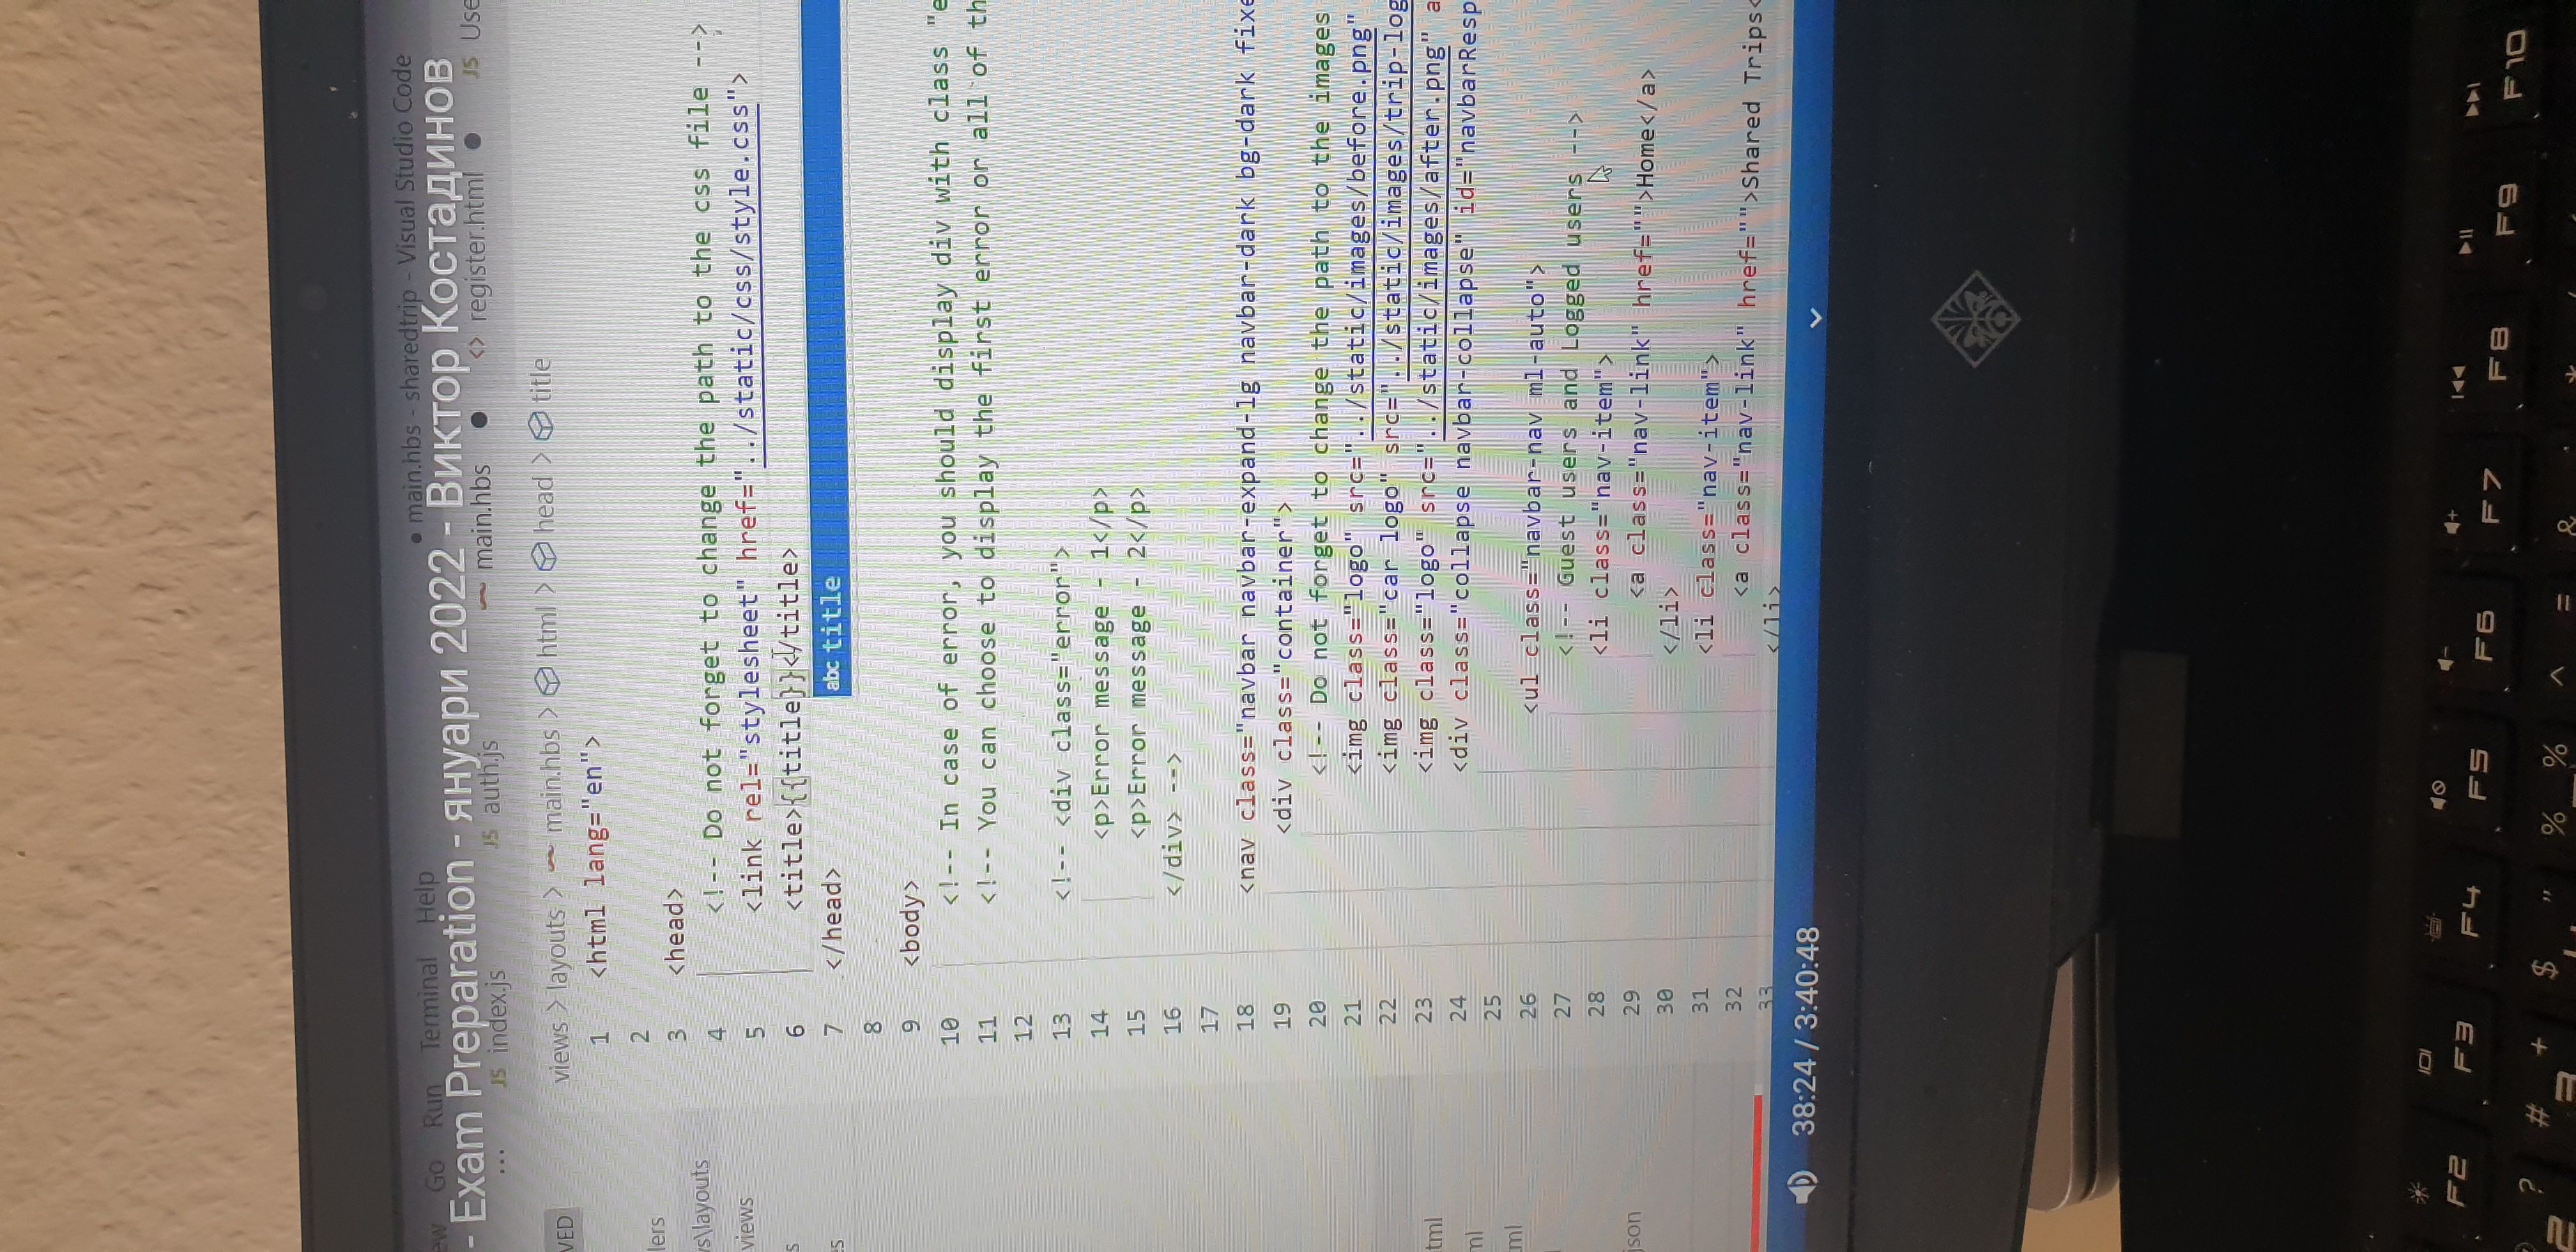 ew Go Run Terminal Help
● main.hbs - sharedtrip - Visual Studio Code
- Exam Preparation - януари 2022 - Виктор Костадинов
... JS index.js JS auth.js main.hbs ● <> register.html ● JS Use
VED
views > layouts > main.hbs > html > head > title
lers
s\layouts
views
s
es
tml
ml
ml
json
1 <html lang="en">
2
3 <head>
4 <!-- Do not forget to change the path to the css file -->
5 <link rel="stylesheet" href="../static/css/style.css">
6 <title>{{title}}</title>
abc title
7 </head>
8
9 <body>
10 <!-- In case of error, you should display div with class "e
11 <!-- You can choose to display the first error or all of th
12
13 <!-- <div class="error">
14 <p>Error message - 1</p>
15 <p>Error message - 2</p>
16 </div> -->
17
18 <nav class="navbar navbar-expand-lg navbar-dark bg-dark fixe
19 <div class="container">
20 <!-- Do not forget to change the path to the images
21 <img class="logo" src="../static/images/before.png"
22 <img class="car logo" src="../static/images/trip-log
23 <img class="logo" src="../static/images/after.png" a
24 <div class="collapse navbar-collapse" id="navbarResp
25
26 <ul class="navbar-nav ml-auto">
27 <!-- Guest users and Logged users -->
28 <li class="nav-item">
29 <a class="nav-link" href="">Home</a>
30 </li>
31 <li class="nav-item">
32 <a class="nav-link" href="">Shared Trips<
33 </li>
38:24 / 3:40:48
F2 F3 F4 F5 F6 F7 F8 F9 F10
? # + $ " % % ^ = &
2 3